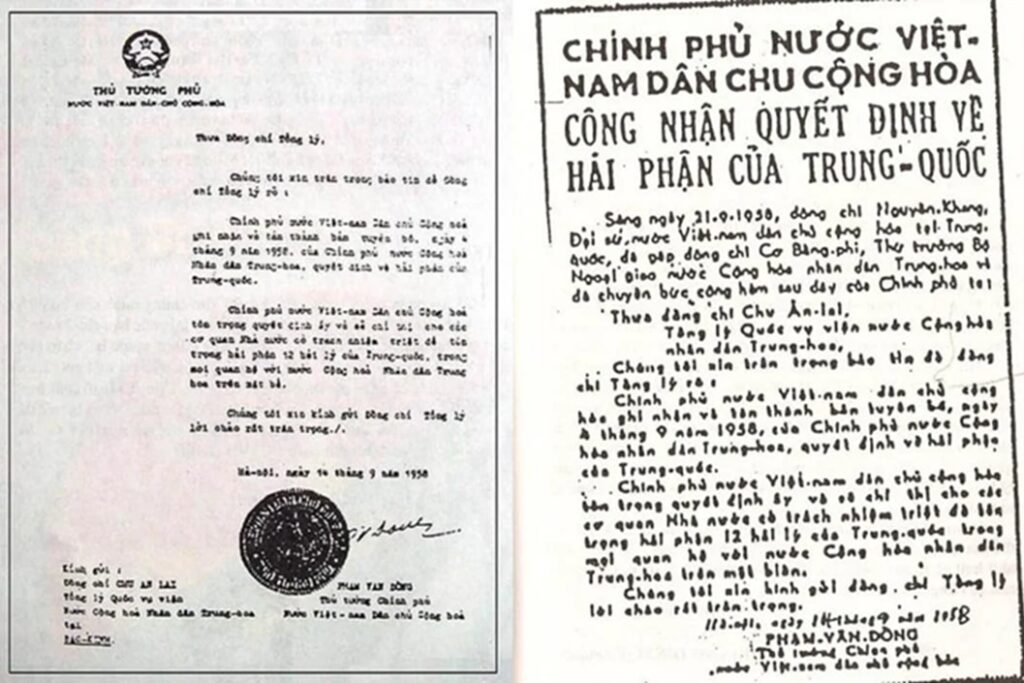 THỦ TƯỚNG PHỦ
NƯỚC VIỆT NAM DÂN CHỦ CỘNG HÒA
Thưa Đồng chí Tổng lý,
Chúng tôi xin trân trọng báo tin để Đồng
chí Tổng lý rõ :
Chính phủ nước Việt-nam Dân chủ Cộng hoà
ghi nhận và tán thành bản tuyên bố, ngày 4
tháng 9 năm 1958, của Chính phủ nước Cộng hoà
Nhân dân Trung-hoa, quyết định về hải phận của
Trung-quốc.
Chính phủ nước Việt-nam Dân chủ Cộng hoà
tôn trọng quyết định ấy và sẽ chỉ thị cho các
cơ quan Nhà nước có trách nhiệm triệt để tôn
trọng hải phận 12 hải lý của Trung-quốc, trong
mọi quan hệ với nước Cộng hoà Nhân dân Trung
hoa trên mặt bể.
Chúng tôi xin kính gửi Đồng chí Tổng lý
lời chào rất trân trọng./.
Hà-nội, ngày 14 tháng 9 năm 1958
PHẠM VĂN ĐỒNG
Thủ tướng Chính phủ
Nước Việt-nam Dân Chủ Cộng hoà
Kính gửi :
Đồng chí CHU AN LAI
Tổng lý Quốc vụ viện
Nước Cộng hoà Nhân dân Trung-hoa
tại
BẮC-KINH.
CHÍNH PHỦ NƯỚC VIỆT-
NAM DÂN CHU CỘNG HÒA
CÔNG NHẬN QUYẾT ĐỊNH VỀ
HẢI PHẬN CỦA TRUNG-QUỐC
Sáng ngày 21.9.1958, đồng chí Nguyễn.Khang,
Đại sứ nước Việt.nam dân chủ cộng hòa tại Trung.
quốc, đã gặp đồng chí Cơ Bằng.phi, Thứ trưởng Bộ
Ngoại giao nước Cộng hòa nhân dân Trung.hoa và
đã chuyển bức công hàm sau đây của Chính phủ ta:
"Thưa đồng chí Chu Ân-lai,
Tổng lý Quốc vụ viện nước Cộng hòa
nhân dân Trung-hoa.
Chúng tôi xin trân trọng báo tin để đồng
chí Tổng lý rõ:
Chính phủ nước Việt-nam dân chủ cộng
hòa ghi nhận và tán thành bản tuyên bố, ngày
4 tháng 9 năm 1958, của Chính phủ nước Cộng
hòa nhân dân Trung-hoa, quyết định về hải phận
của Trung-quốc.
Chính phủ nước Việt-nam dân chủ cộng hòa
tôn trọng quyết định ấy và sẽ chỉ thị cho các
cơ quan Nhà nước có trách nhiệm triệt để tôn
trọng hải phận 12 hải lý của Trung-quốc trong
mọi quan hệ với nước Cộng hòa nhân dân
Trung-hoa trên mặt biển.
Chúng tôi xin kính gửi đồng chí Tổng lý
lời chào rất trân trọng.
Hà nội, ngày 14 tháng 9 năm 1958
PHẠM-VĂN-ĐỒNG
Thủ tướng Chính phủ
nước Việt-nam dân chủ cộng hòa